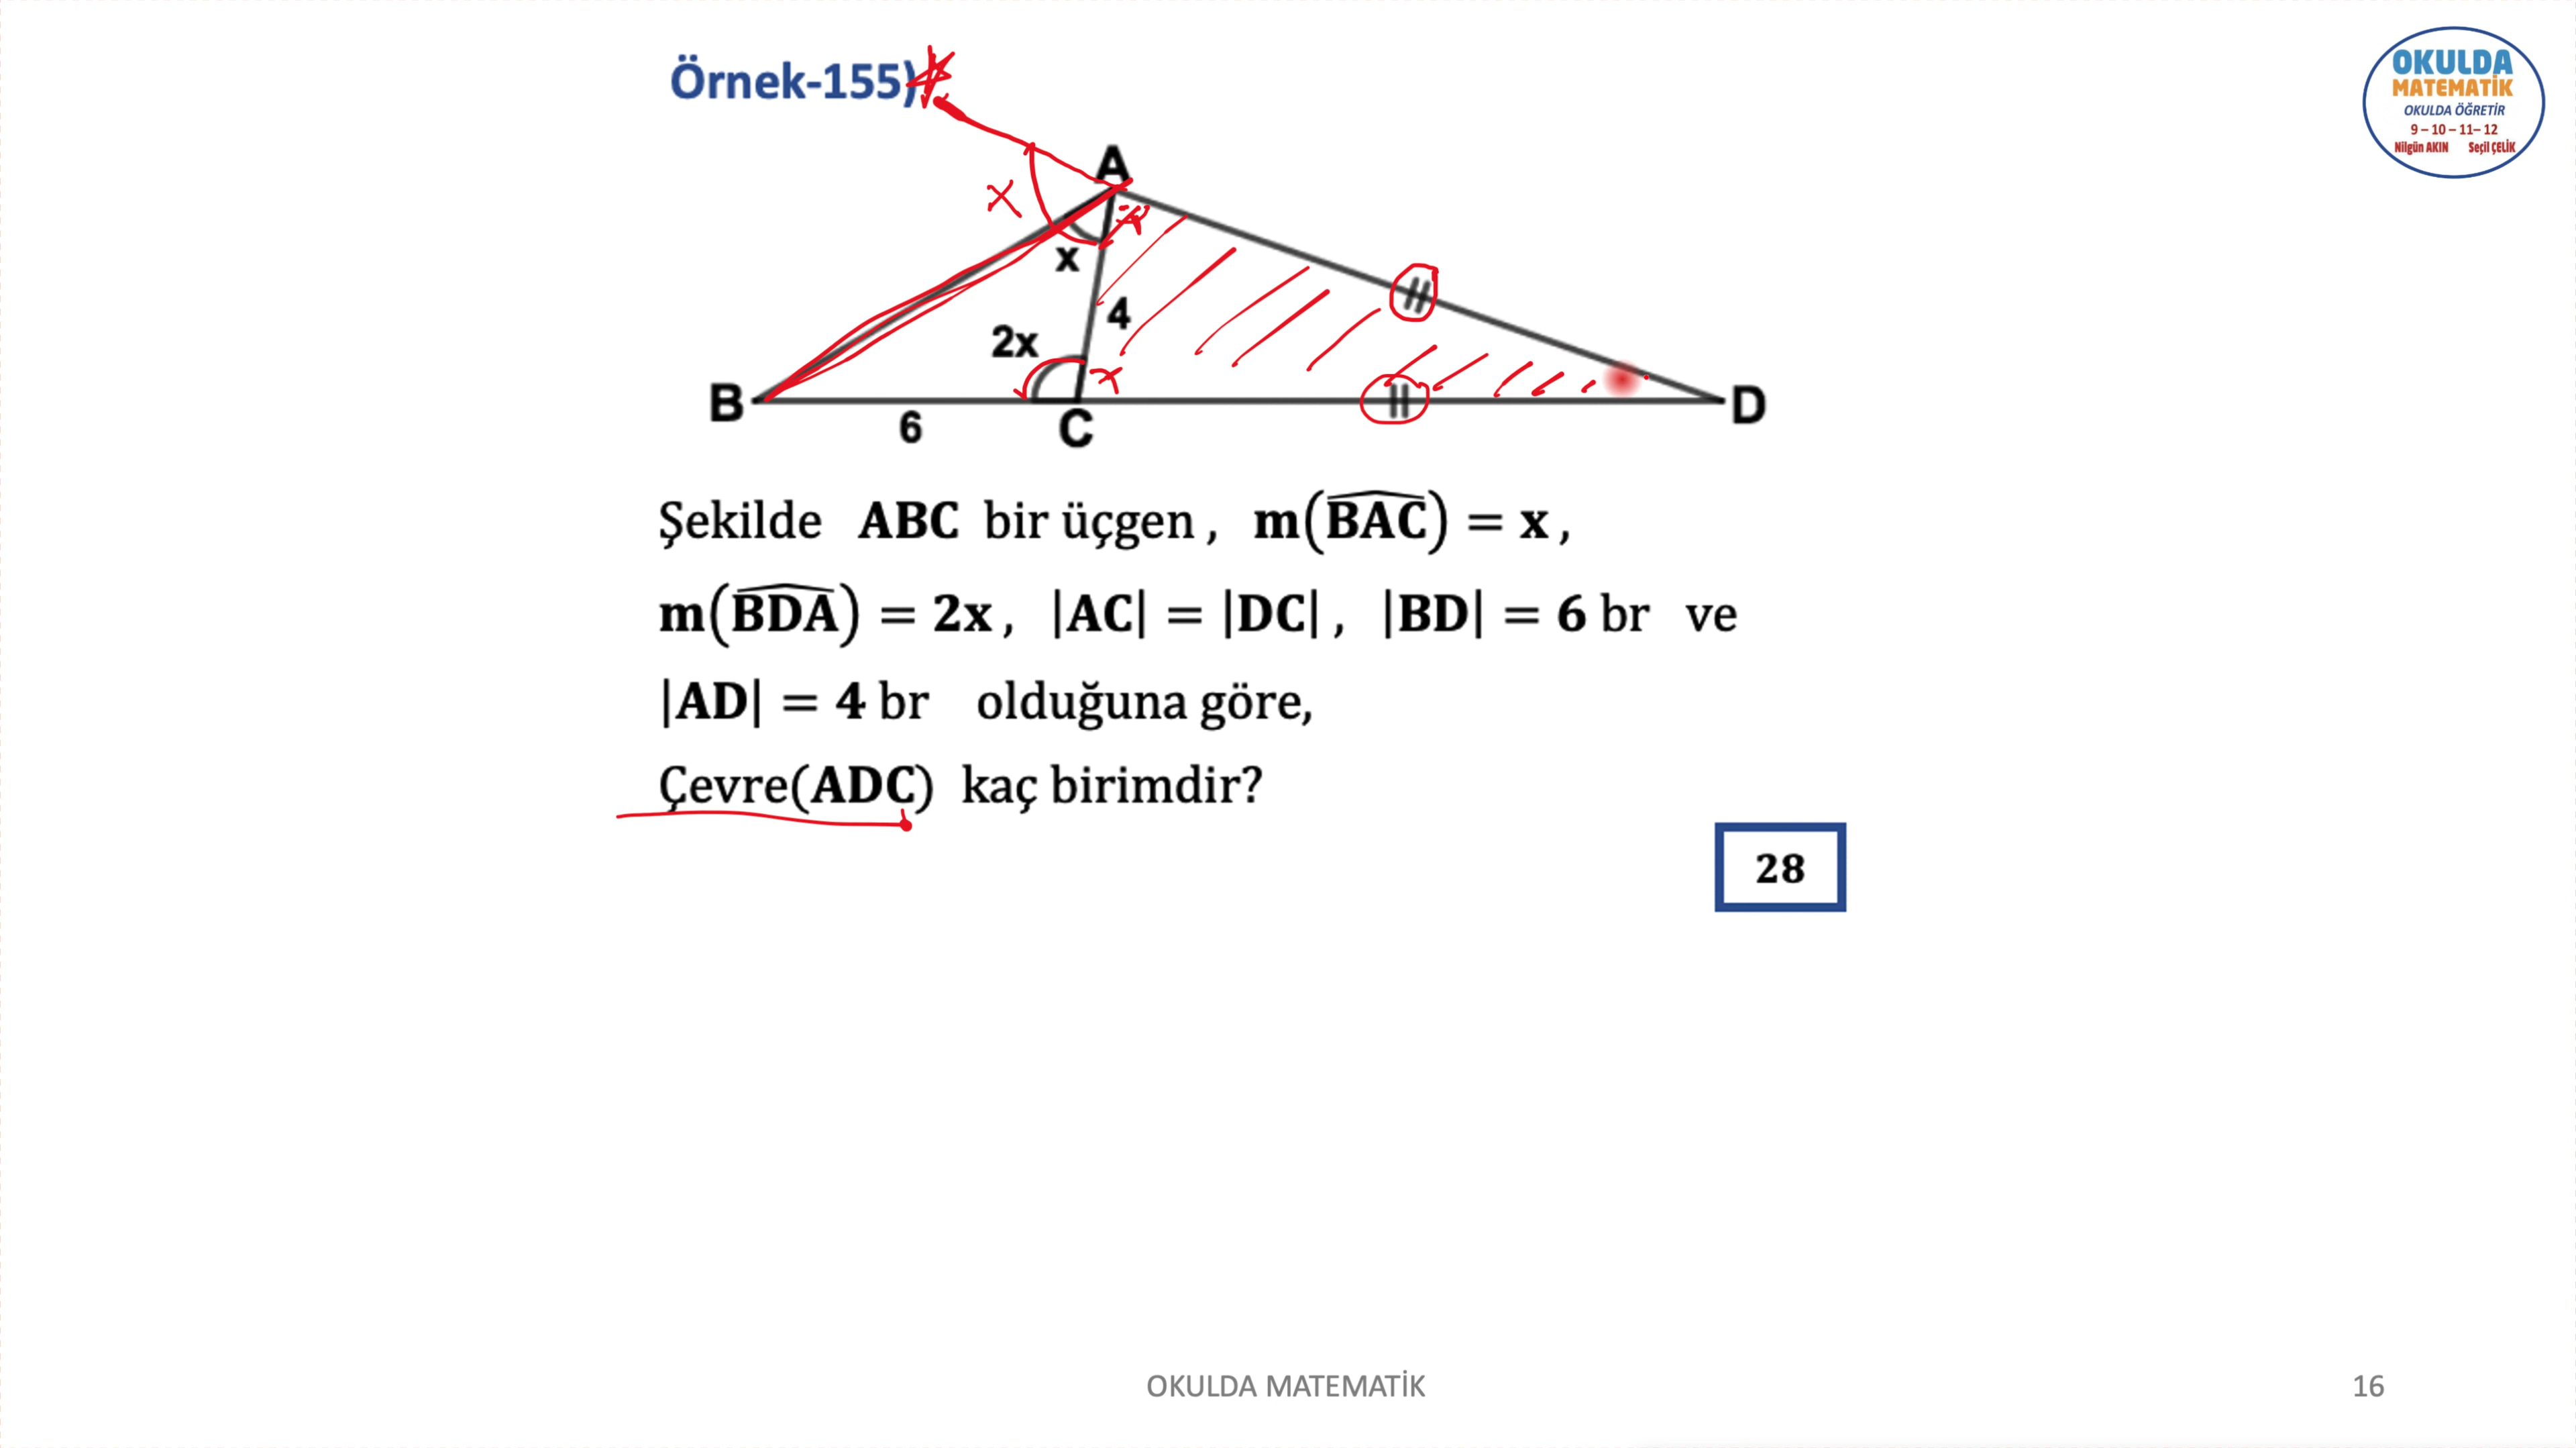 Örnek-155)
OKULDA
MATEMATİK
OKULDA ÖĞRETİR
9 – 10 – 11– 12
Nilgün AKIN Seçil ÇELİK
A
x
x
x
4
2x
x
B
6
C
D
Şekilde ABC bir üçgen , m(BAC) = x ,
m(BDA) = 2x , |AC| = |DC| , |BD| = 6 br ve
|AD| = 4 br olduğuna göre,
Çevre(ADC) kaç birimdir?
28
OKULDA MATEMATİK
16